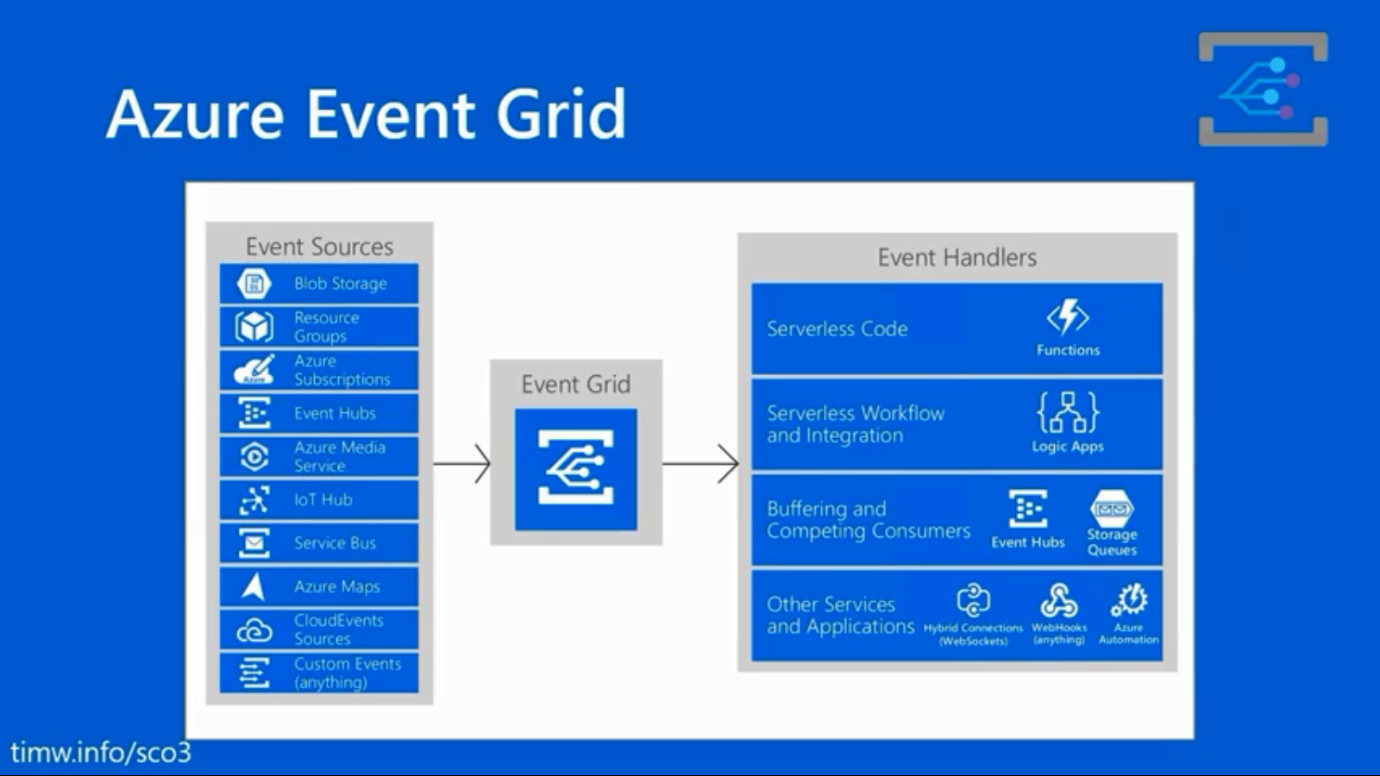 Azure Event Grid
Event Sources
Blob Storage
Resource
Groups
Azure
Azure
Subscriptions
Event Hubs
Azure Media
Service
IoT Hub
Service Bus
Azure Maps
CloudEvents
Sources
Custom Events
(anything)
Event Grid
Event Handlers
Serverless Code
Functions
Serverless Workflow
and Integration
Logic Apps
Buffering and
Competing Consumers
Event Hubs
Storage
Queues
Other Services
and Applications
Hybrid Connections
(WebSockets)
WebHooks
(anything)
Azure
Automation
timw.info/sco3